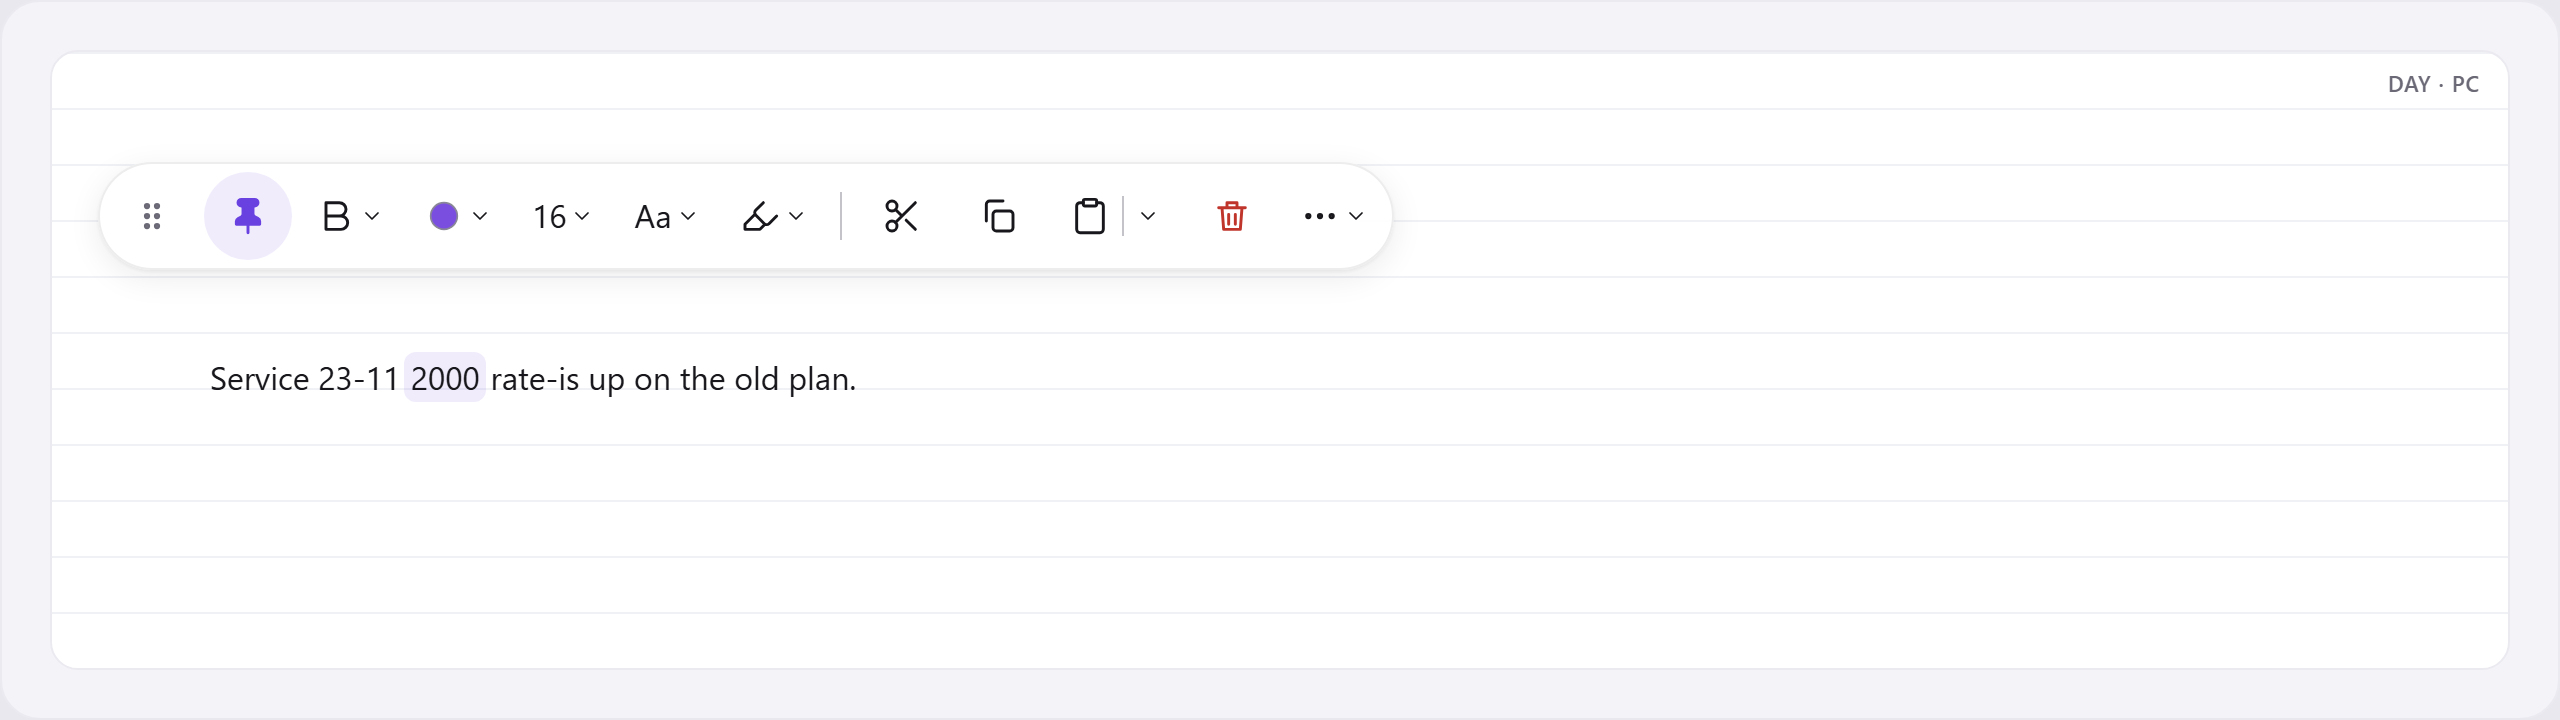 DAY · PC
16 Aa
Service 23-11 2000 rate-is up on the old plan.